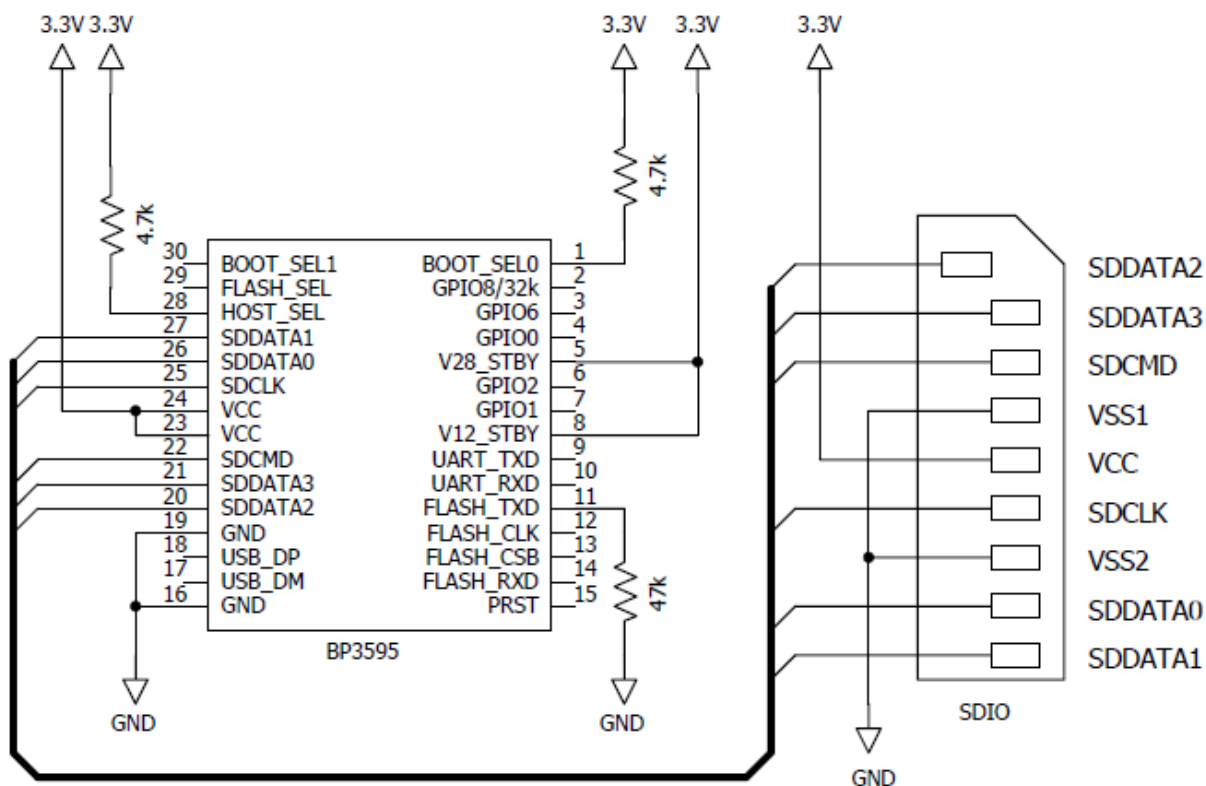 3.3V 3.3V
3.3V
3.3V
3.3V
4.7k
4.7k
30 BOOT_SEL1 BOOT_SEL0 1
29 FLASH_SEL GPIO8/32k 2
28 HOST_SEL GPIO6 3
27 SDDATA1 GPIO0 4
26 SDDATA0 V28_STBY 5
25 SDCLK GPIO2 6
24 VCC GPIO1 7
23 VCC V12_STBY 8
22 SDCMD UART_TXD 9
21 SDDATA3 UART_RXD 10
20 SDDATA2 FLASH_TXD 11
19 GND FLASH_CLK 12
18 USB_DP FLASH_CSB 13
17 USB_DM FLASH_RXD 14
16 GND PRST 15
47k
BP3595
GND
GND
SDDATA2
SDDATA3
SDCMD
VSS1
VCC
SDCLK
VSS2
SDDATA0
SDDATA1
SDIO
GND